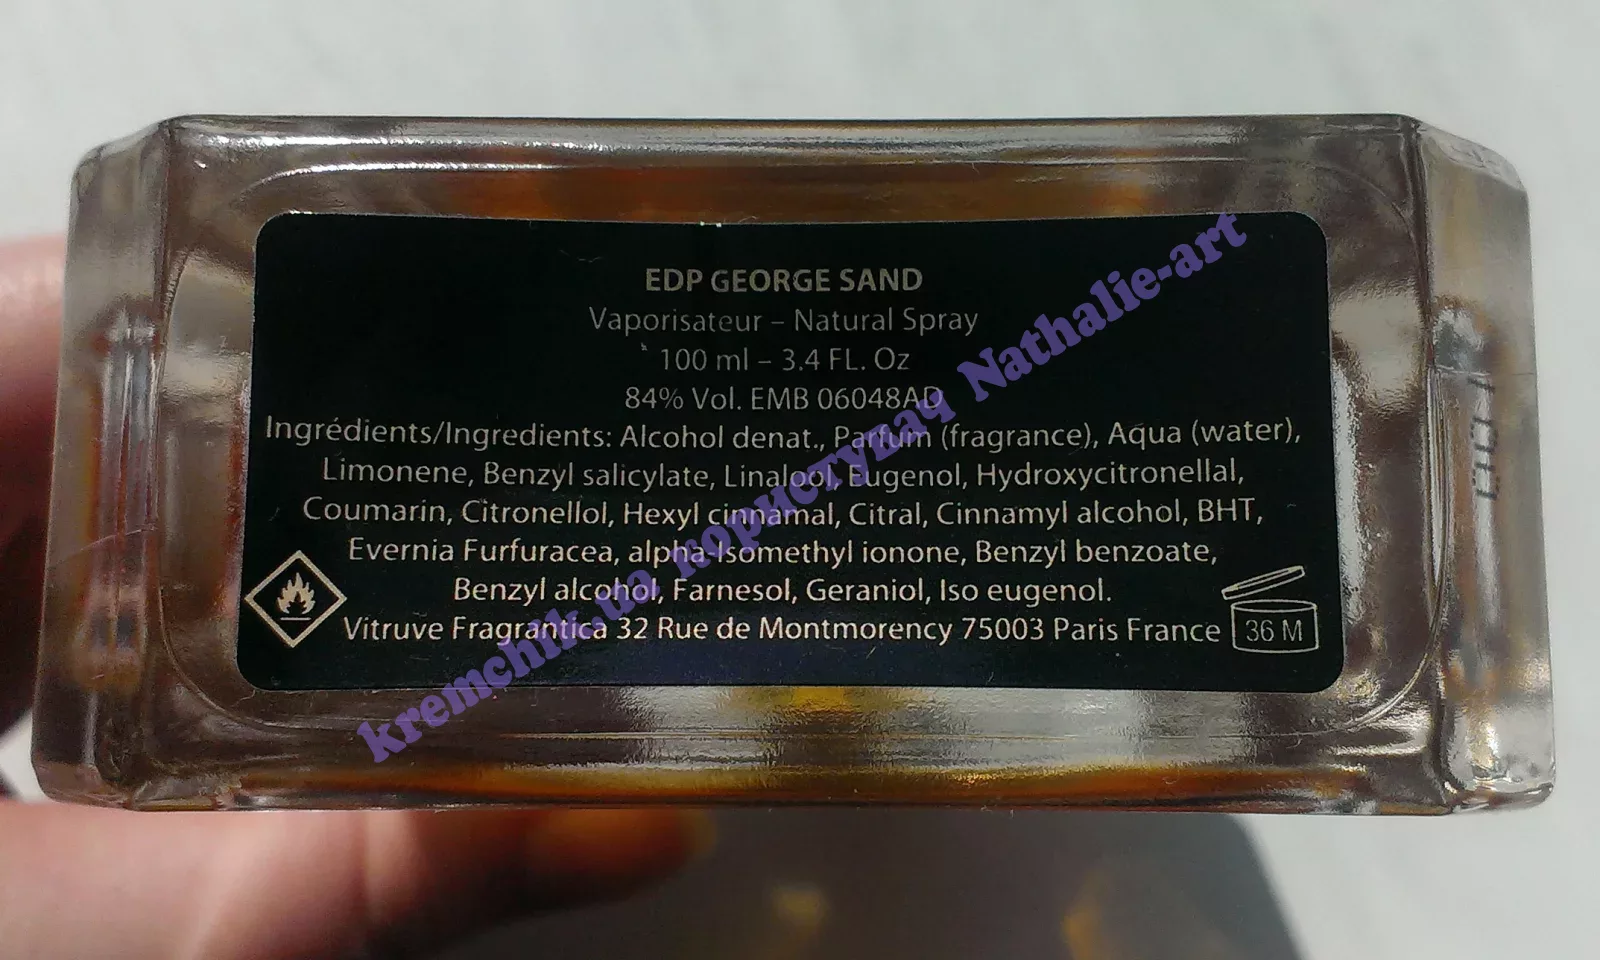 EDP GEORGE SAND
Vaporisateur – Natural Spray
100 ml – 3.4 FL. Oz
84% Vol. EMB 06048AD
Ingrédients/Ingredients: Alcohol denat., Parfum (fragrance), Aqua (water),
Limonene, Benzyl salicylate, Linalool, Eugenol, Hydroxycitronellal,
Coumarin, Citronellol, Hexyl cinnamal, Citral, Cinnamyl alcohol, BHT,
Evernia Furfuracea, alpha-Isomethyl ionone, Benzyl benzoate,
Benzyl alcohol, Farnesol, Geraniol, Iso eugenol.
Vitruve Fragrantica 32 Rue de Montmorency 75003 Paris France
36 M
kremchik.ua користувач Nathalie-art